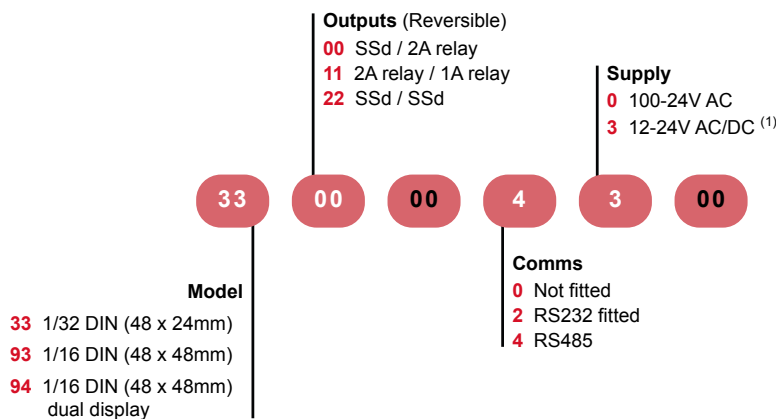 Outputs (Reversible)
00 SSd / 2A relay
11 2A relay / 1A relay
22 SSd / SSd
Supply
0 100-24V AC
3 12-24V AC/DC (1)
33 00 00 4 3 00
Model
33 1/32 DIN (48 x 24mm)
93 1/16 DIN (48 x 48mm)
94 1/16 DIN (48 x 48mm)
dual display
Comms
0 Not fitted
2 RS232 fitted
4 RS485